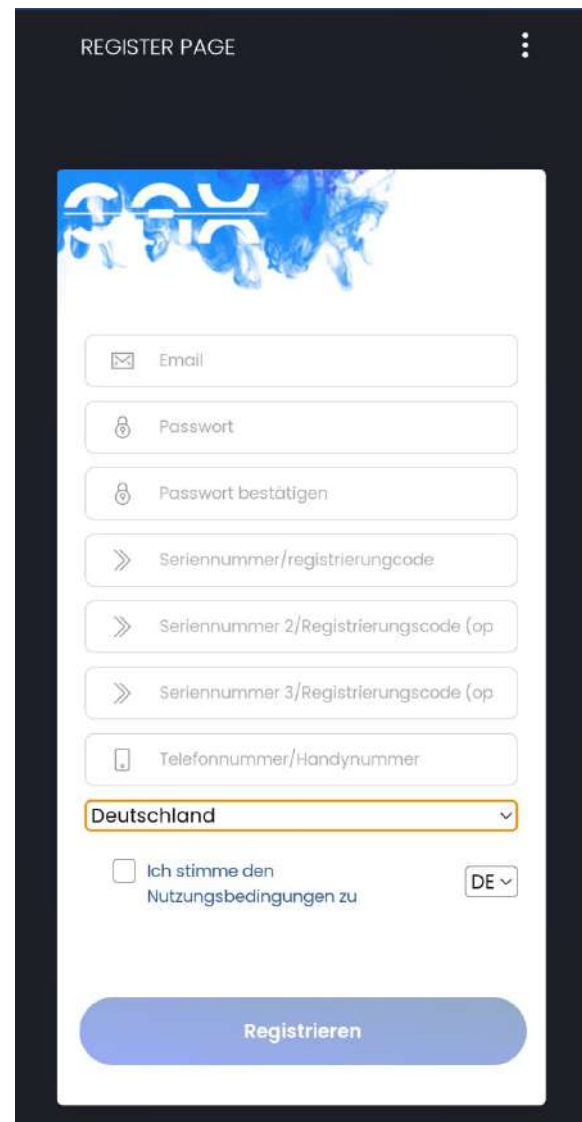 REGISTER PAGE
Email
Passwort
Passwort bestätigen
Seriennummer/registrierungcode
Seriennummer 2/Registrierungscode (op
Seriennummer 3/Registrierungscode (op
Telefonnummer/Handynummer
Deutschland
Ich stimme den
Nutzungsbedingungen zu
DE
Registrieren